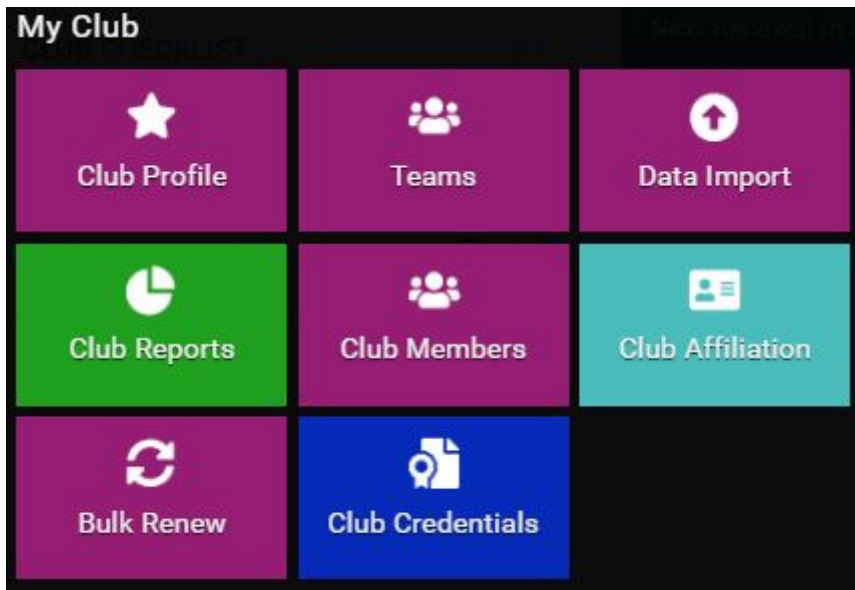 My Club
Club Profile
Teams
Data Import
Club Reports
Club Members
Club Affiliation
Bulk Renew
Club Credentials